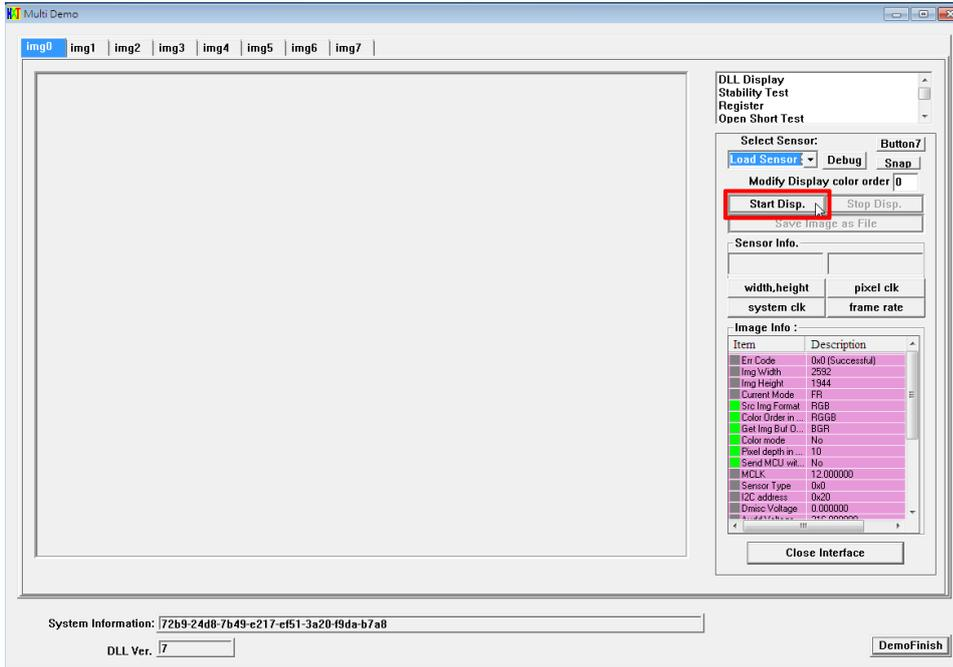 Multi Demo
img0 img1 img2 img3 img4 img5 img6 img7
DLL Display
Stability Test
Register
Open Short Test
Select Sensor:
Button7
Load Sensor
Debug
Snap
Modify Display color order 0
Start Disp.
Stop Disp.
Save Image as File
Sensor Info.
width,height
pixel clk
system clk
frame rate
Image Info :
Item Description
Err Code 0x0 (Successful)
Img Width 2592
Img Height 1944
Current Mode FR
Src Img Format RGB
Color Order in ... RGGB
Get Img Buf O... BGR
Color mode No
Pixel depth in ... 10
Send MCU wit... No
MCLK 12.000000
Sensor Type 0x0
I2C address 0x20
Dmisc Voltage 0.000000
Close Interface
System Information: 72b9-24d8-7b49-e217-ef51-3a20-f9da-b7a8
DLL Ver. 7
DemoFinish